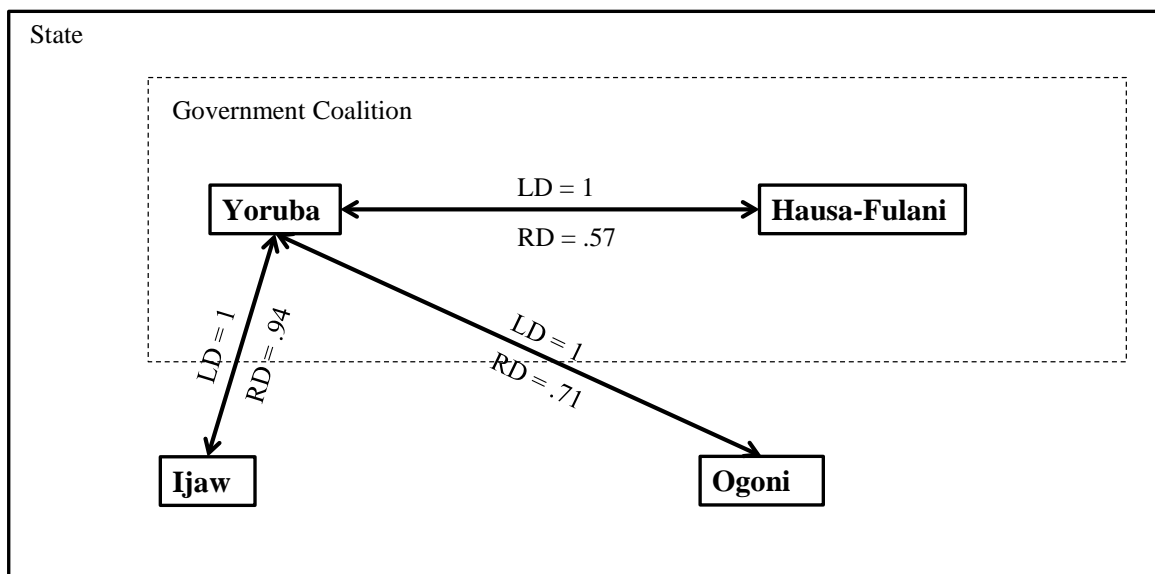 State
Government Coalition
LD = 1
Yoruba
Hausa-Fulani
RD = .57
LD = 1
RD = .94
LD = 1
RD = .71
Ijaw
Ogoni